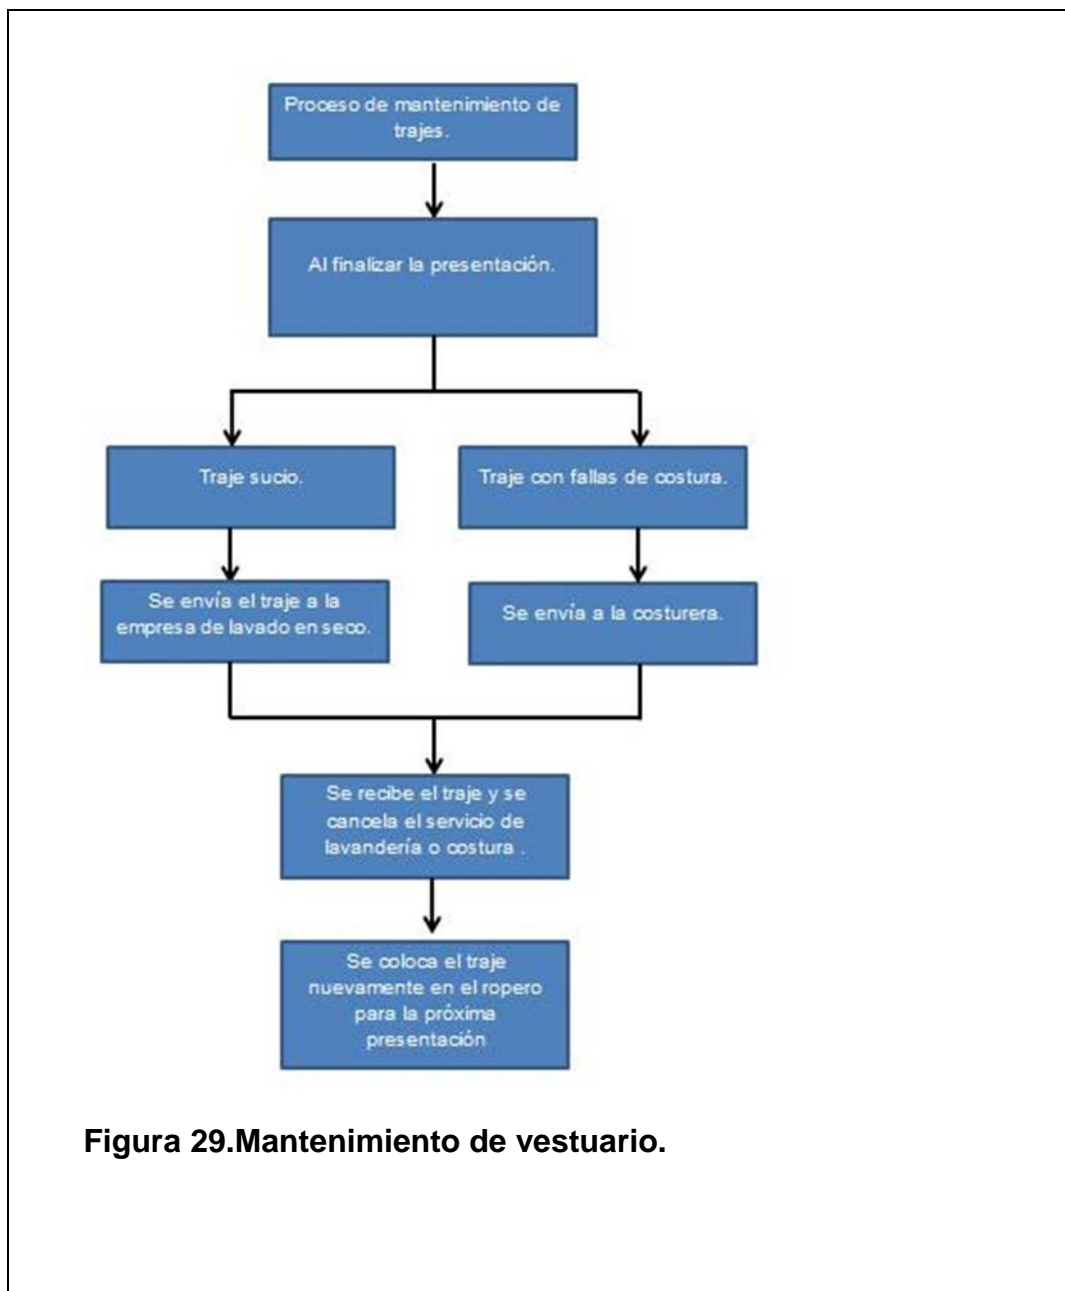 Proceso de mantenimiento de
trajes.
Al finalizar la presentación.
Traje sucio.
Traje con fallas de costura.
Se envía el traje a la
empresa de lavado en seco.
Se envía a la costurera.
Se recibe el traje y se
cancela el servicio de
lavandería o costura .
Se coloca el traje
nuevamente en el ropero
para la próxima
presentación
Figura 29.Mantenimiento de vestuario.